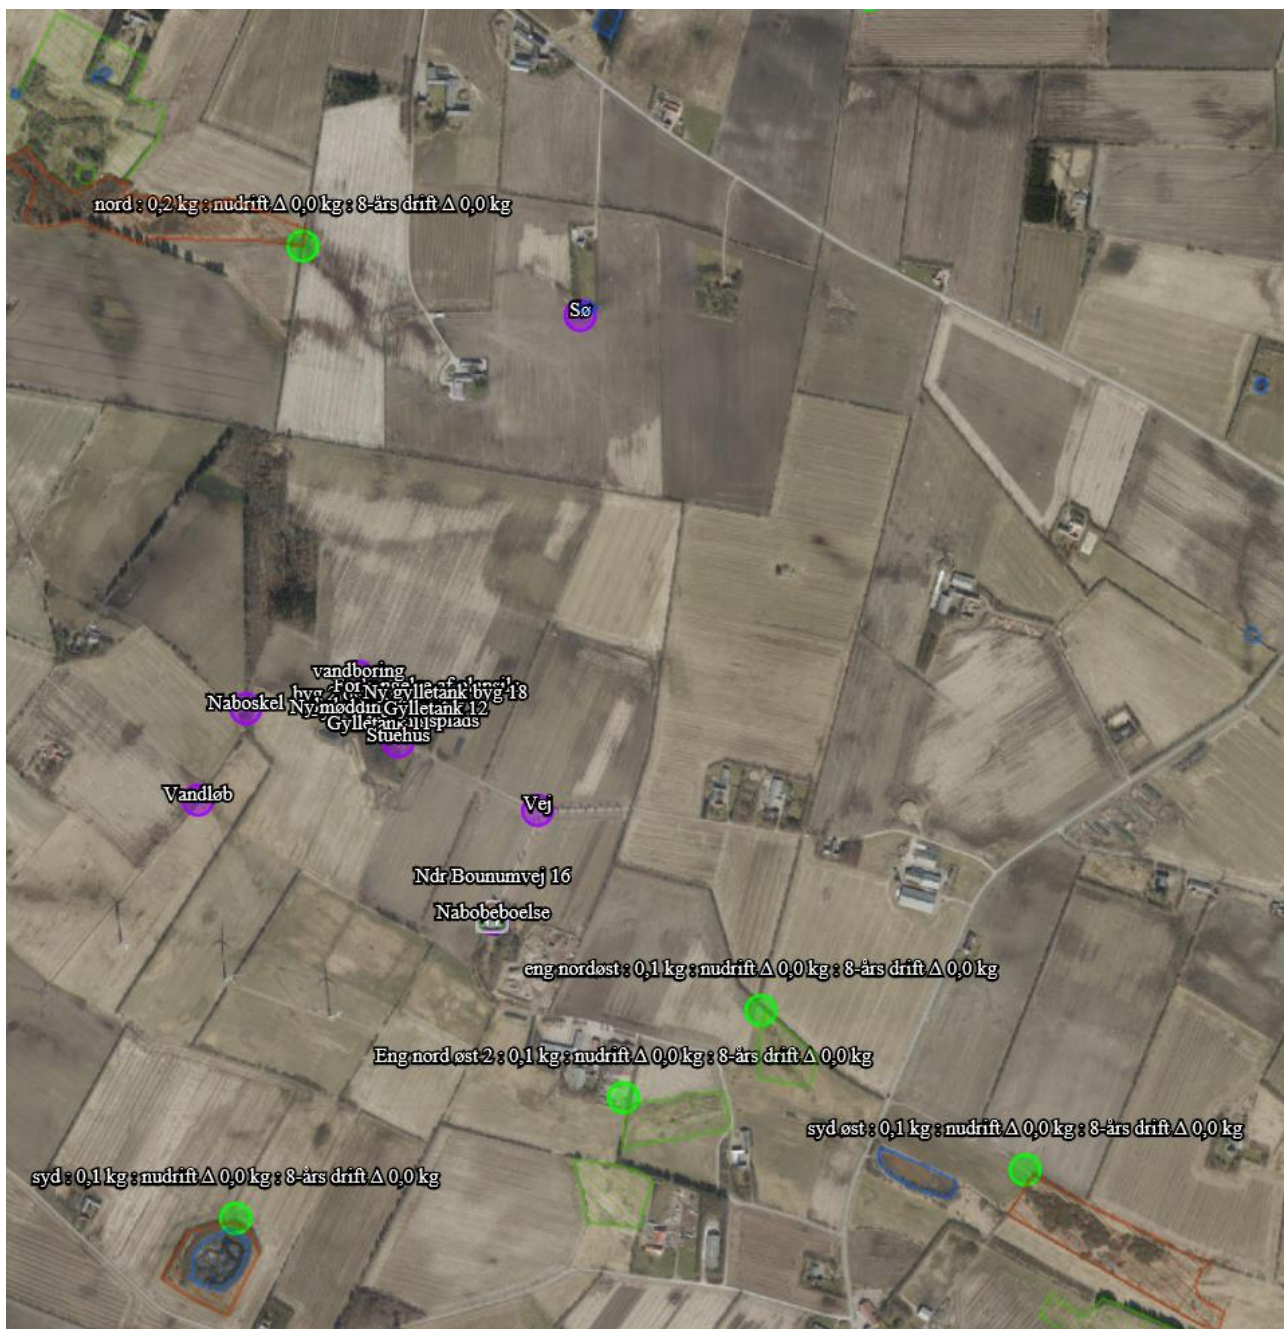 nord : 0,2 kg : nudrift Δ 0,0 kg : 8-års drift Δ 0,0 kg
Sø
vandboring
Ny gylletank byg 18
Naboskel
Gylletank 12
Stuehus
Vandløb
Vej
Ndr Bounumvej 16
Nabobeboelse
eng nordøst : 0,1 kg : nudrift Δ 0,0 kg : 8-års drift Δ 0,0 kg
Eng nord øst 2 : 0,1 kg : nudrift Δ 0,0 kg : 8-års drift Δ 0,0 kg
syd øst : 0,1 kg : nudrift Δ 0,0 kg : 8-års drift Δ 0,0 kg
syd : 0,1 kg : nudrift Δ 0,0 kg : 8-års drift Δ 0,0 kg